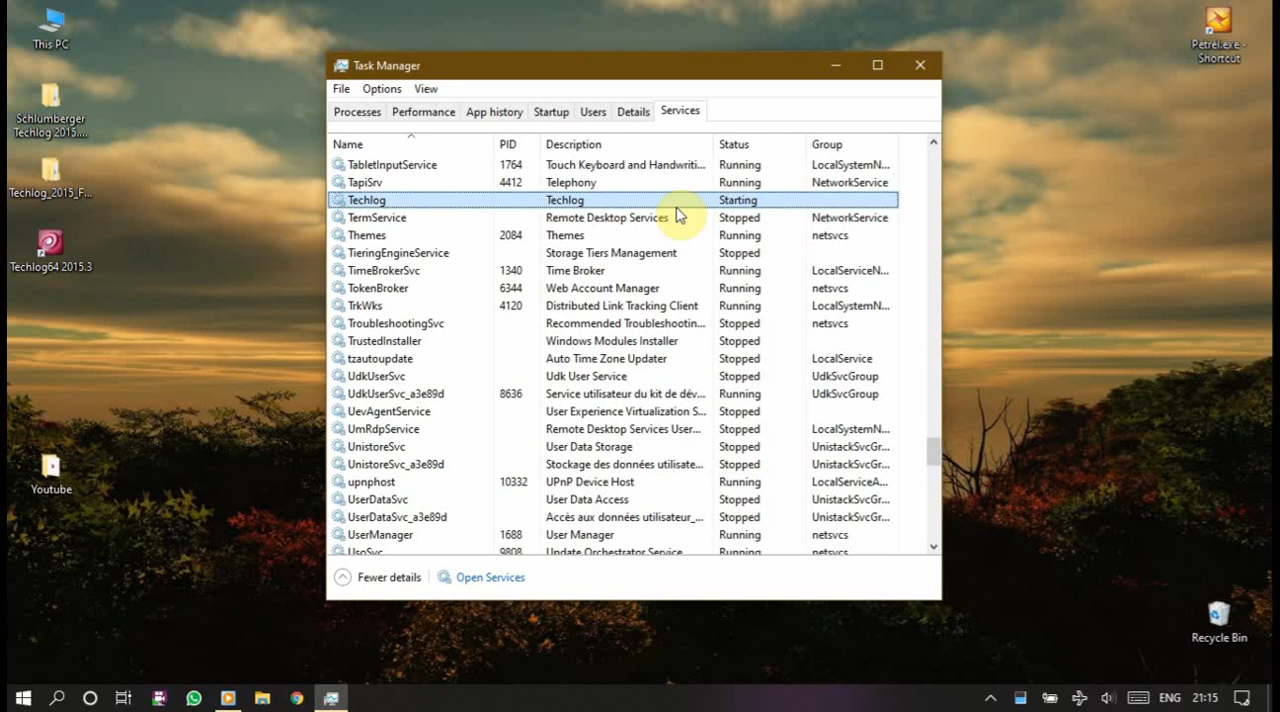 This PC
Schlumberger
Techlog 2015....
Techlog_2015_F...
Techlog64 2015.3
Youtube
Petrel.exe -
Shortcut
Recycle Bin
Task Manager
File Options View
Processes Performance App history Startup Users Details Services
Name PID Description Status Group
TabletInputService 1764 Touch Keyboard and Handwriti... Running LocalSystemN...
TapiSrv 4412 Telephony Running NetworkService
Techlog Techlog Starting
TermService Remote Desktop Services Stopped NetworkService
Themes 2084 Themes Running netsvcs
TieringEngineService Storage Tiers Management Stopped
TimeBrokerSvc 1340 Time Broker Running LocalServiceN...
TokenBroker 6344 Web Account Manager Running netsvcs
TrkWks 4120 Distributed Link Tracking Client Running LocalSystemN...
TroubleshootingSvc Recommended Troubleshootin... Stopped netsvcs
TrustedInstaller Windows Modules Installer Stopped
tzautoupdate Auto Time Zone Updater Stopped LocalService
UdkUserSvc Udk User Service Stopped UdkSvcGroup
UdkUserSvc_a3e89d 8636 Service utilisateur du kit de dév... Running UdkSvcGroup
UevAgentService User Experience Virtualization S... Stopped
UmRdpService Remote Desktop Services User... Stopped LocalSystemN...
UnistoreSvc User Data Storage Stopped UnistackSvcGr...
UnistoreSvc_a3e89d Stockage des données utilisate... Stopped UnistackSvcGr...
upnphost 10332 UPnP Device Host Running LocalServiceA...
UserDataSvc User Data Access Stopped UnistackSvcGr...
UserDataSvc_a3e89d Accès aux données utilisateur_... Stopped UnistackSvcGr...
UserManager 1688 User Manager Running netsvcs
UsoSvc 9808 Update Orchestrator Service Running netsvcs
Fewer details Open Services
ENG 21:15